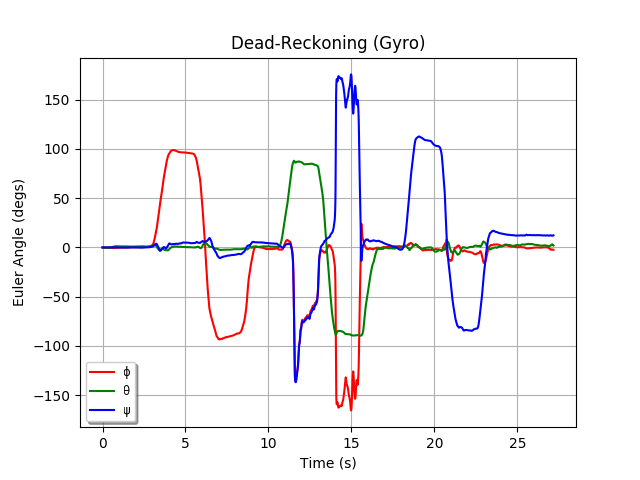 Dead-Reckoning (Gyro)
Euler Angle (degs)
150
100
50
0
−50
−100
−150
ϕ
θ
ψ
0 5 10 15 20 25
Time (s)